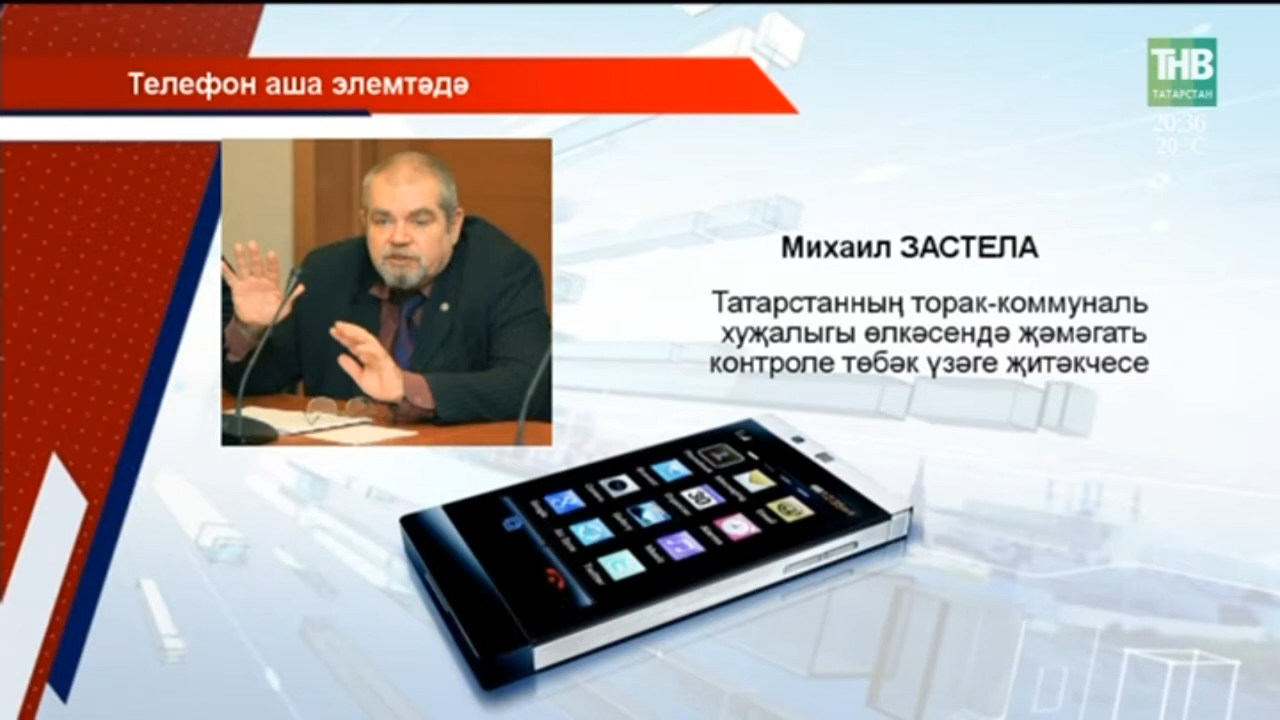 Телефон аша элемтәдә
ТНВ
ТАТАРСТАН
20:36
20 °C
Михаил ЗАСТЕЛА
Татарстанның торак-коммуналь
хуҗалыгы өлкәсендә җәмәгать
контроле төбәк үзәге җитәкчесе